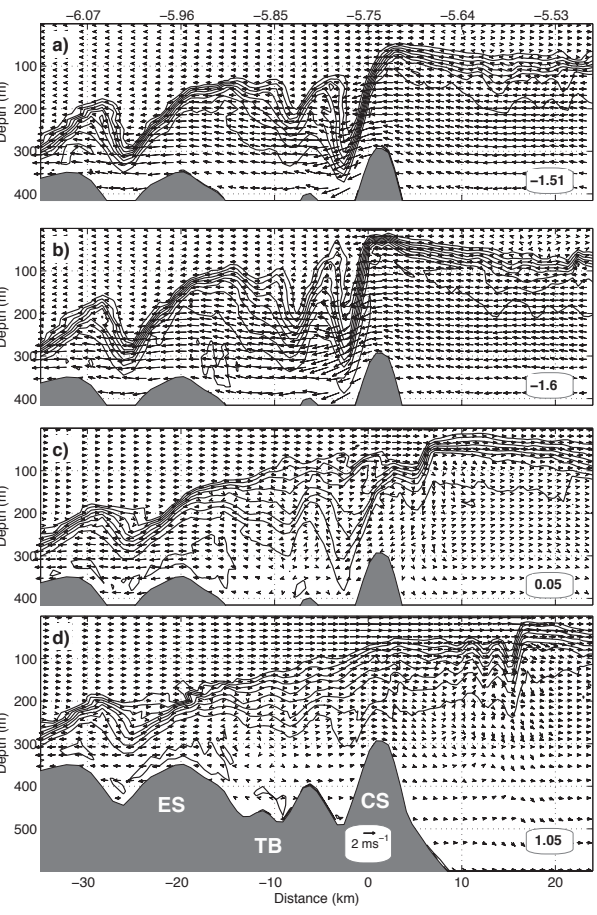 −6.07 −5.96 −5.85 −5.75 −5.64 −5.53
a)
100
200
300
400
Depth (m)
−1.51
b)
100
200
300
400
Depth (m)
−1.6
c)
100
200
300
400
Depth (m)
0.05
d)
100
200
300
400
500
Depth (m)
ES
TB
CS
2 ms−1
1.05
−30 −20 −10 0 10 20
Distance (km)